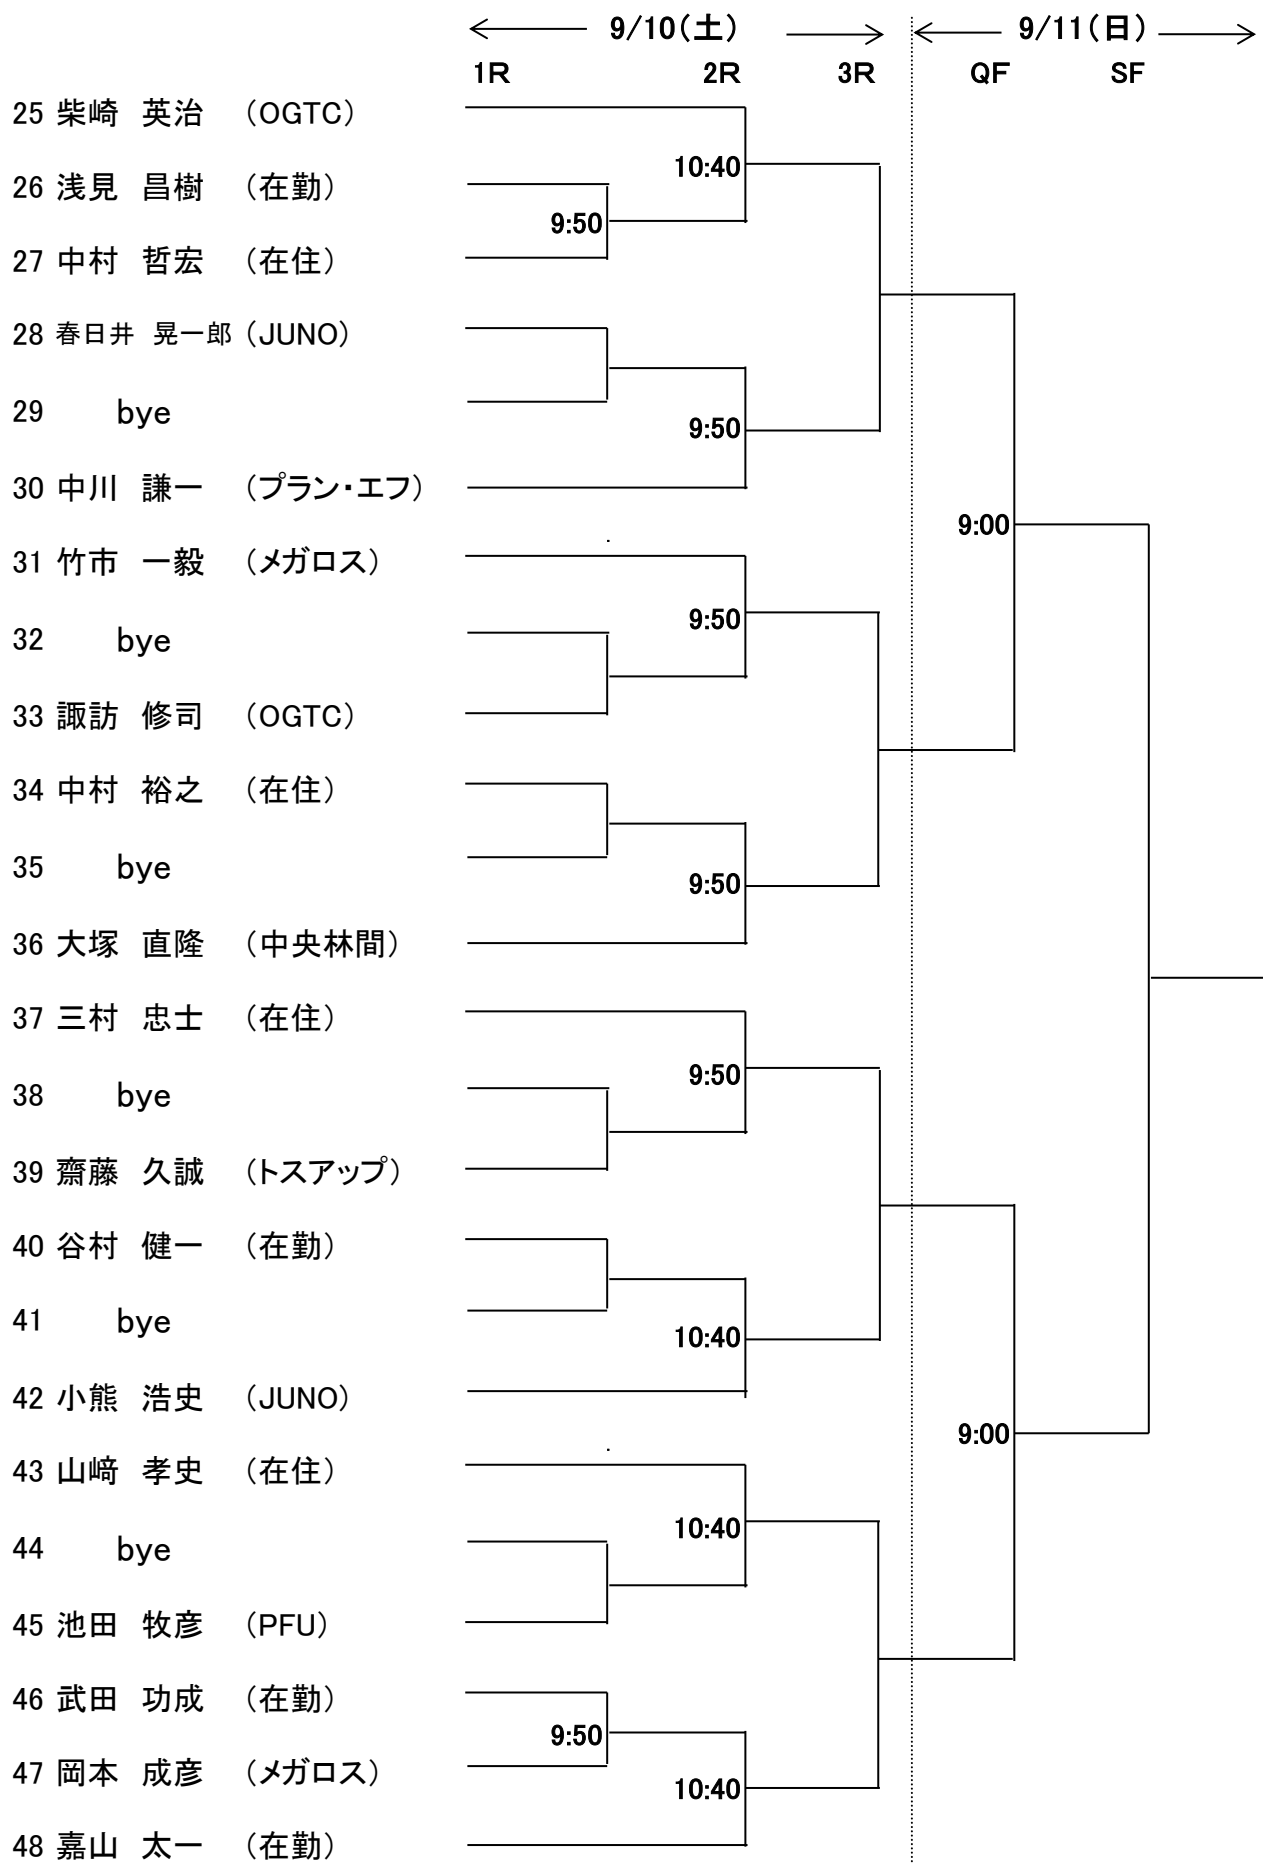 9/10(土) 9/11(日)
1R 2R 3R QF SF
25 柴崎 英治 (OGTC)
10:40
26 浅見 昌樹 (在勤)
9:50
27 中村 哲宏 (在住)
28 春日井 晃一郎 (JUNO)
29 bye
9:50
30 中川 謙一 (プラン・エフ)
9:00
31 竹市 一毅 (メガロス)
9:50
32 bye
33 諏訪 修司 (OGTC)
34 中村 裕之 (在住)
35 bye
9:50
36 大塚 直隆 (中央林間)
37 三村 忠士 (在住)
9:50
38 bye
39 齋藤 久誠 (トスアップ)
40 谷村 健一 (在勤)
41 bye
10:40
42 小熊 浩史 (JUNO)
9:00
43 山﨑 孝史 (在住)
10:40
44 bye
45 池田 牧彦 (PFU)
46 武田 功成 (在勤)
9:50
47 岡本 成彦 (メガロス)
10:40
48 嘉山 太一 (在勤)